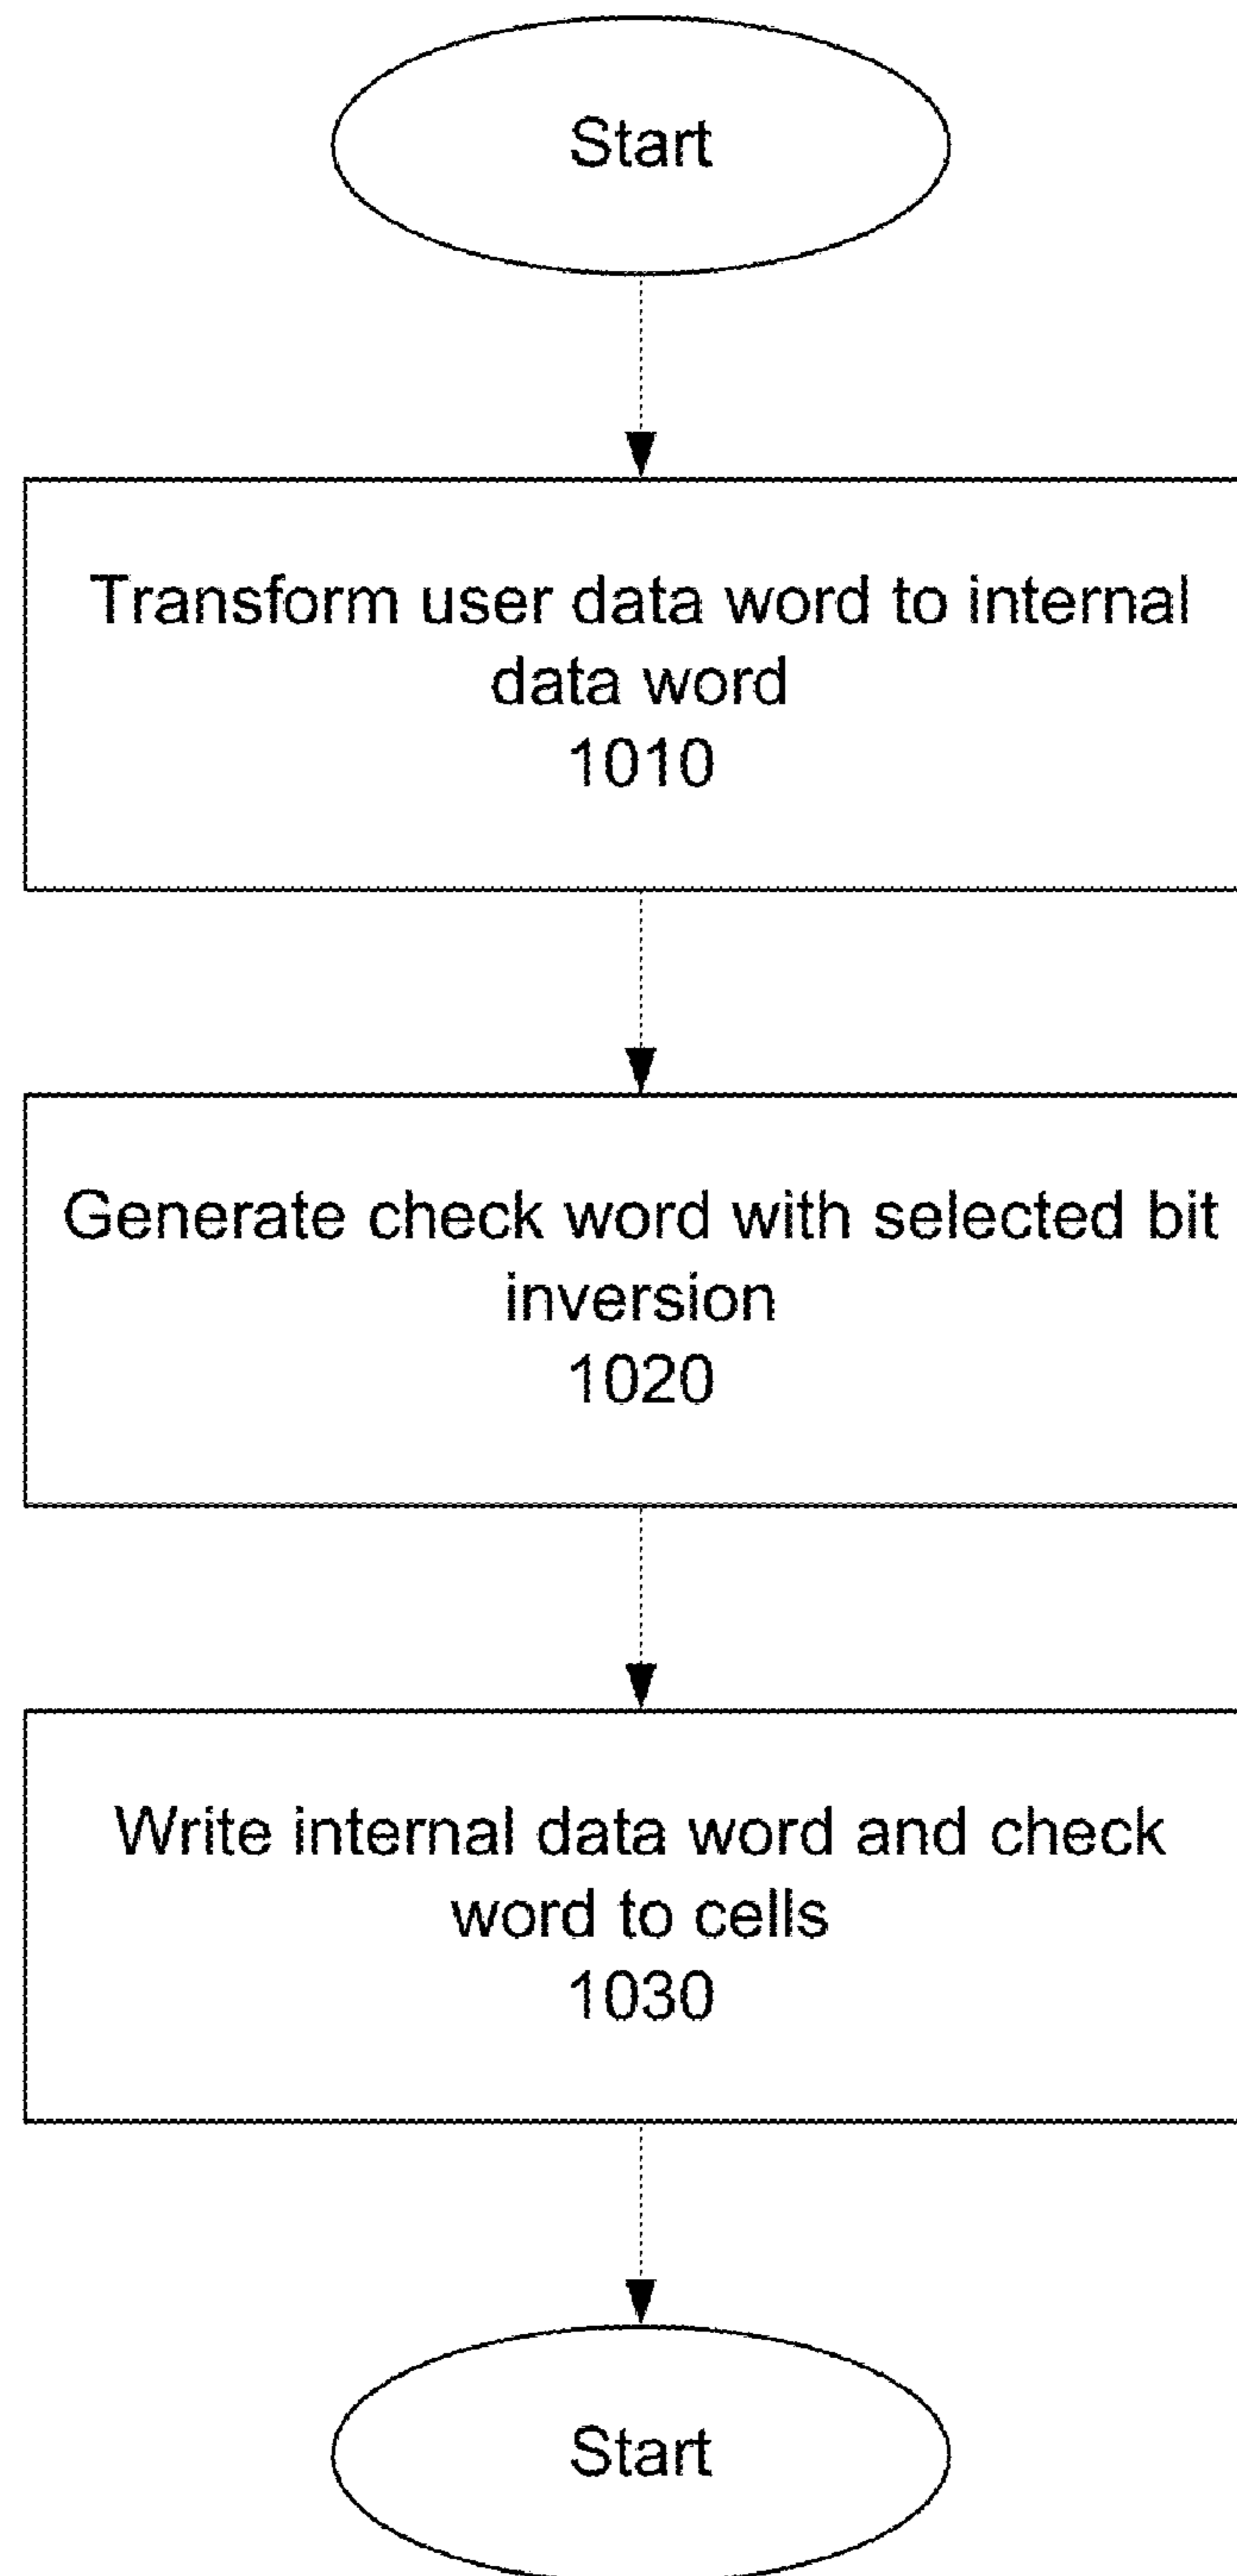 Start
Transform user data word to internal
data word
1010
Generate check word with selected bit
inversion
1020
Write internal data word and check
word to cells
1030
Start